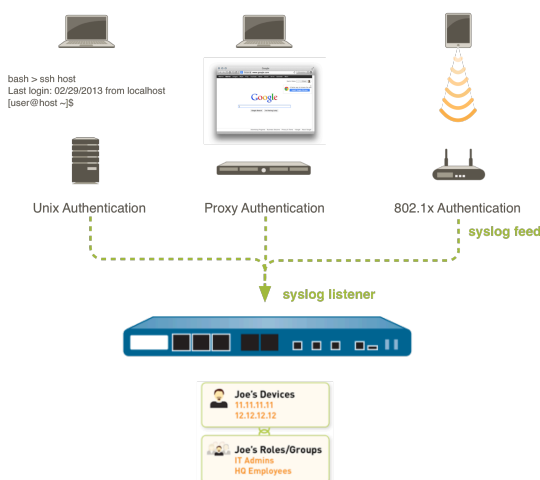 bash > ssh host
Last login: 02/29/2013 from localhost
[user@host ~]$
Google
Unix Authentication
Proxy Authentication
802.1x Authentication
syslog feed
syslog listener
Joe's Devices
11.11.11.11
12.12.12.12
Joe's Roles/Groups
IT Admins
HQ Employees